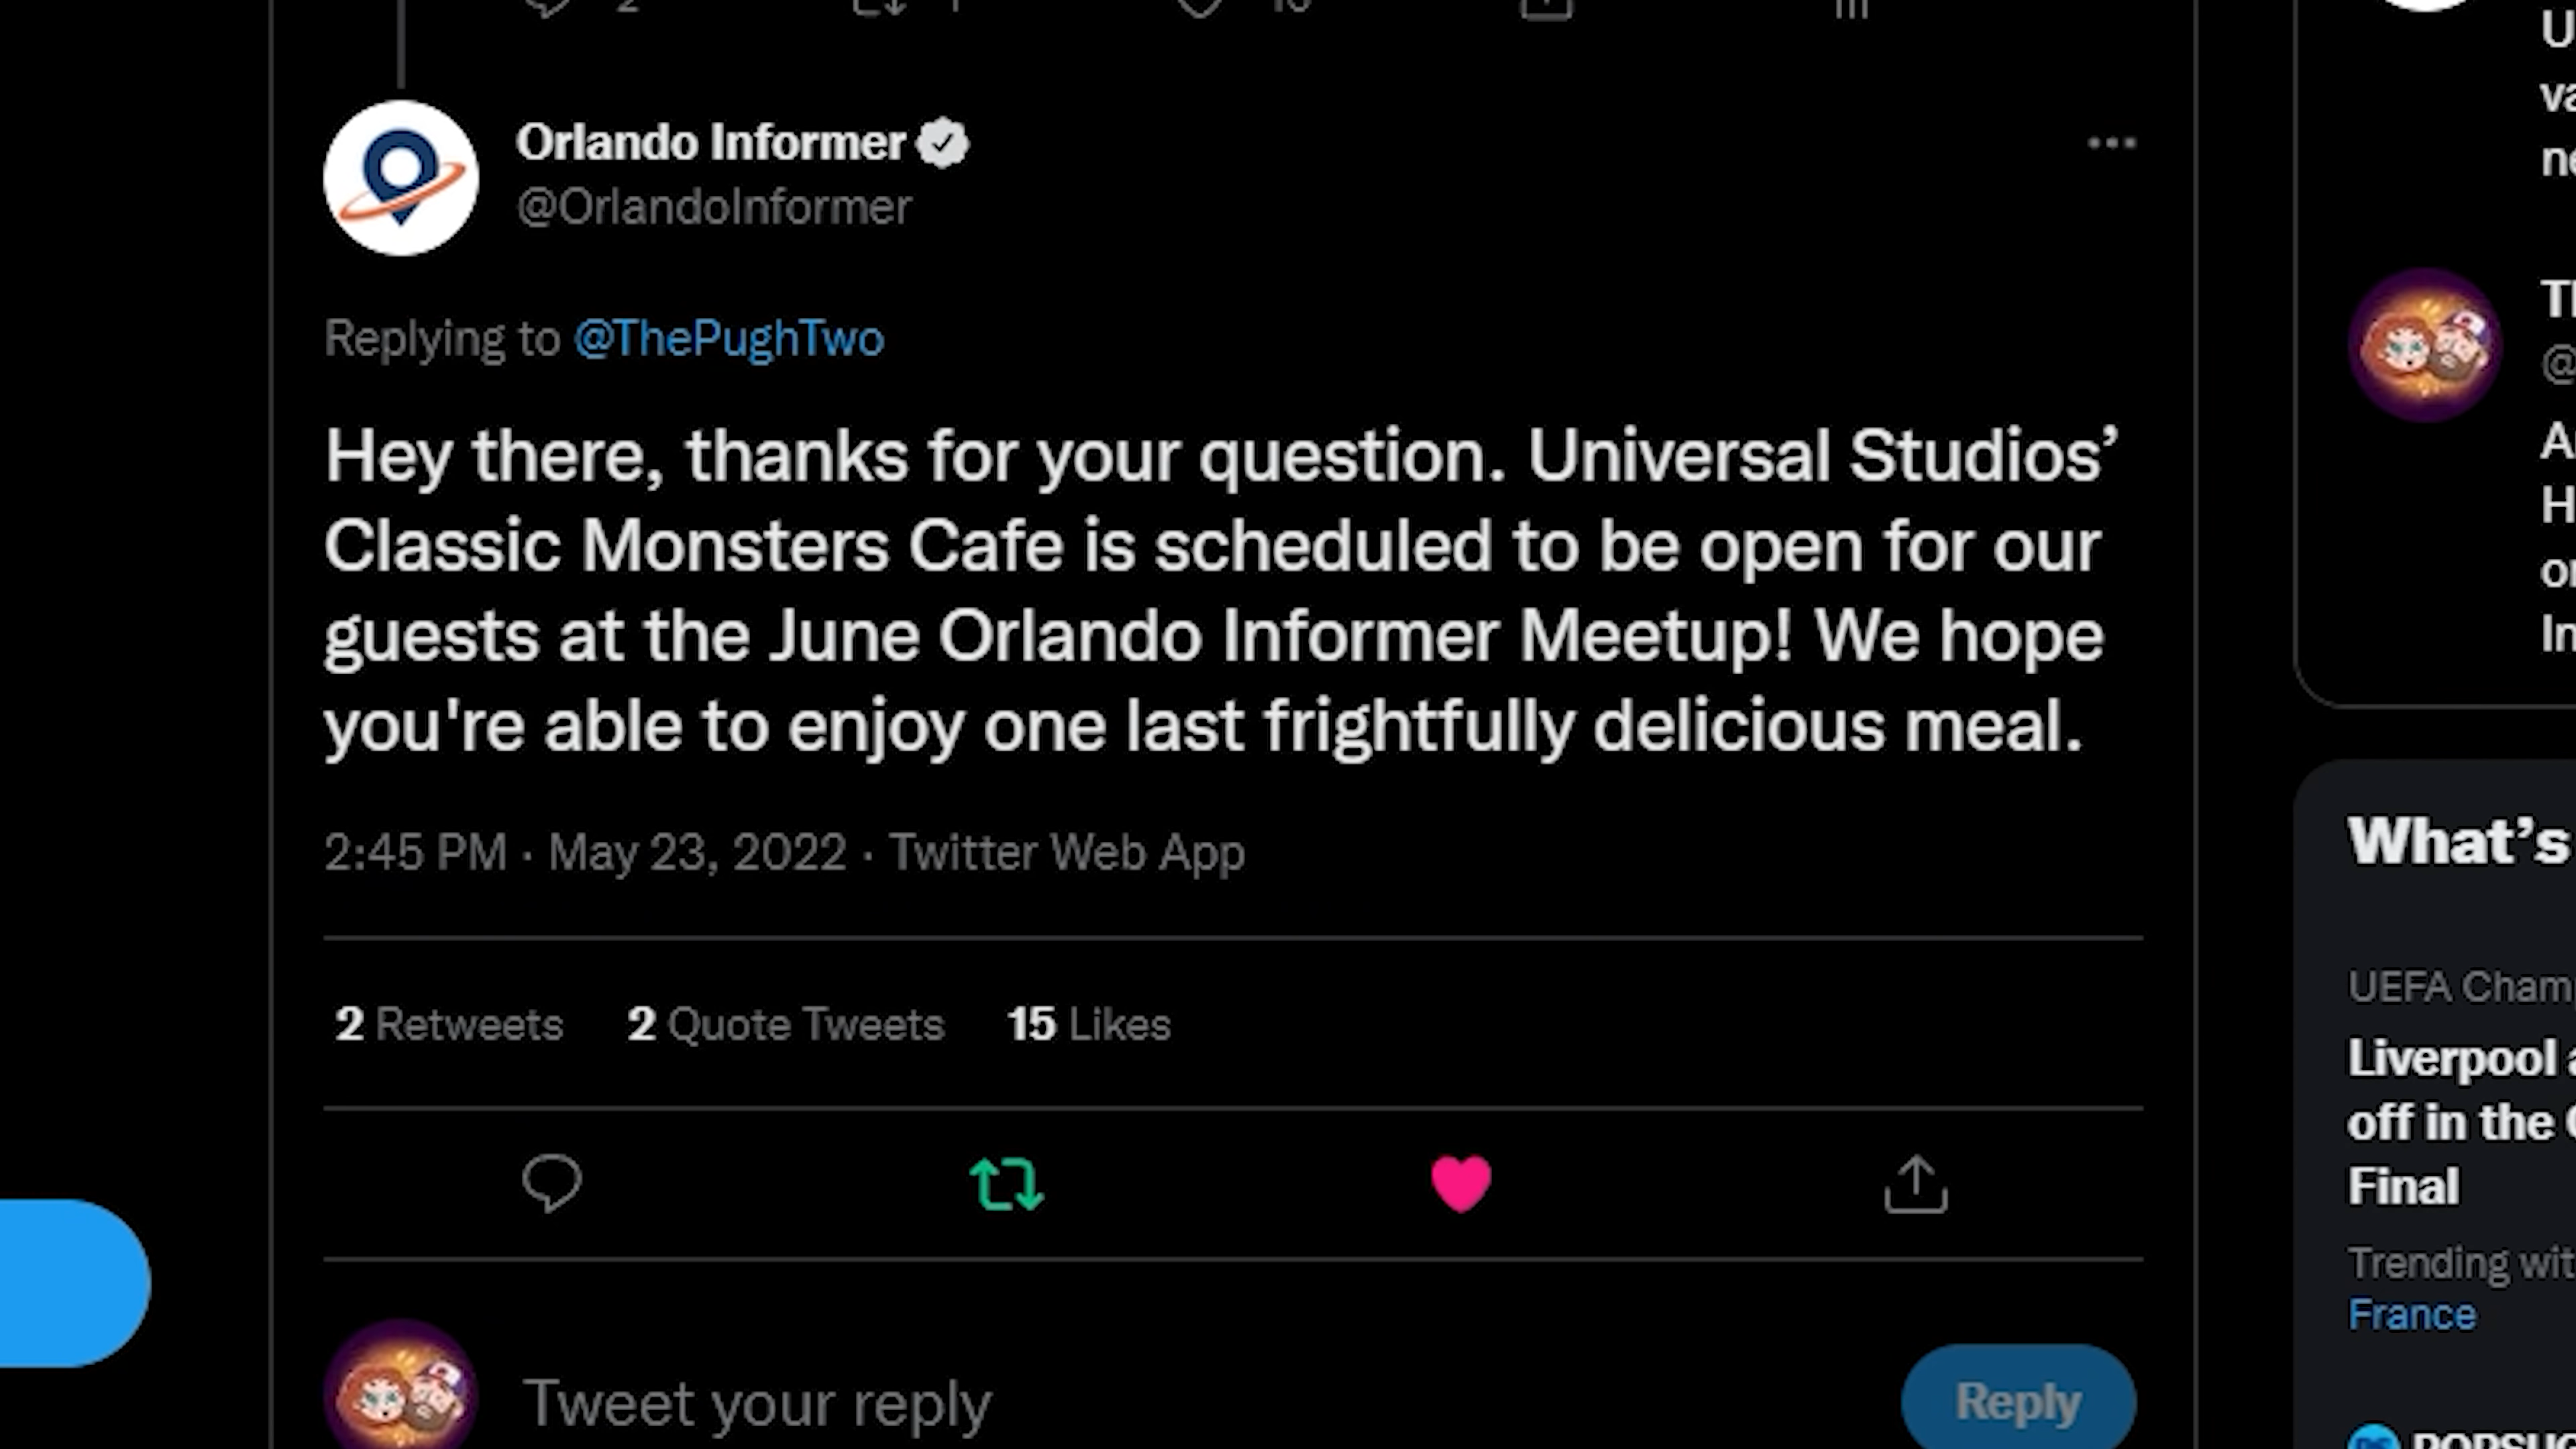 2
Orlando Informer
@OrlandoInformer
Replying to @ThePughTwo
Hey there, thanks for your question. Universal Studios’
Classic Monsters Cafe is scheduled to be open for our
guests at the June Orlando Informer Meetup! We hope
you're able to enjoy one last frightfully delicious meal.
2:45 PM · May 23, 2022 · Twitter Web App
2 Retweets 2 Quote Tweets 15 Likes
Tweet your reply
Reply
@
What’s
UEFA Cham
Liverpool
off in the
Final
Trending wit
France